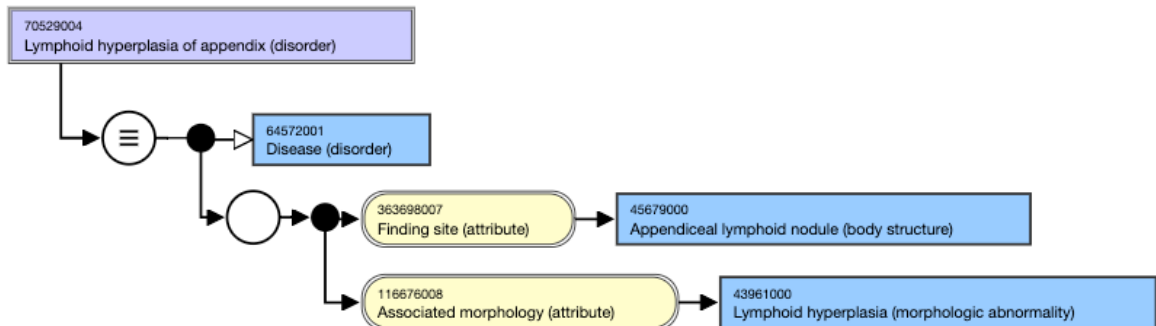 70529004
Lymphoid hyperplasia of appendix (disorder)
64572001
Disease (disorder)
363698007
Finding site (attribute)
45679000
Appendiceal lymphoid nodule (body structure)
116676008
Associated morphology (attribute)
43961000
Lymphoid hyperplasia (morphologic abnormality)